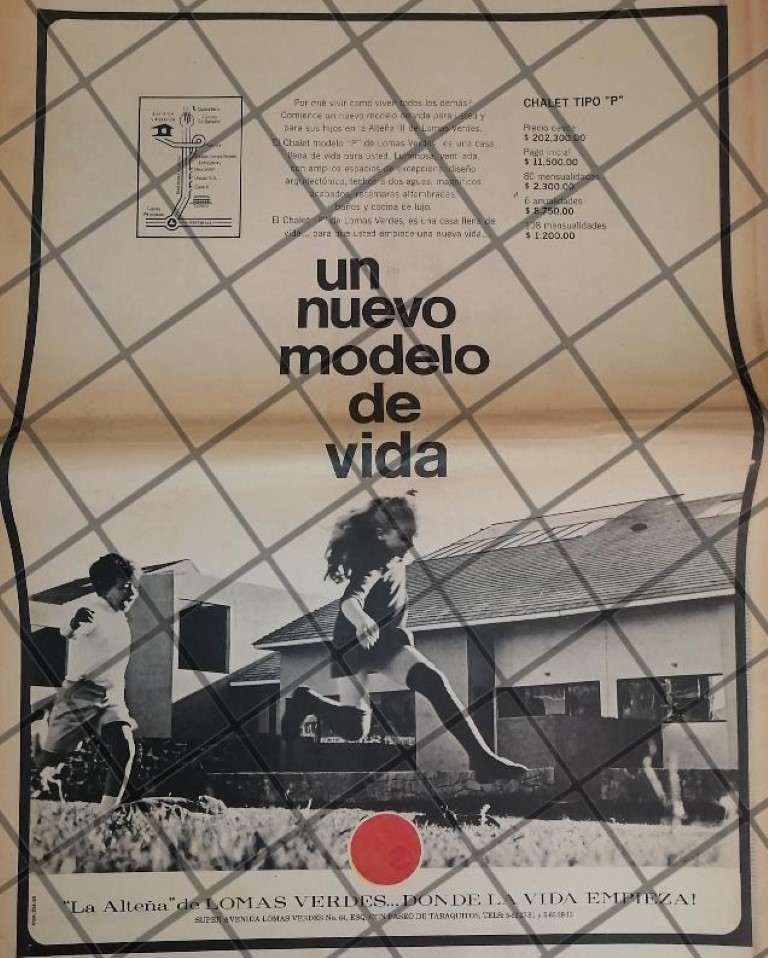 Por qué vivir como viven todos los demás?
Comience un nuevo modelo de vida para usted y
para sus hijos en la Alteña III de Lomas Verdes.
El Chalet modelo "P" de Lomas Verdes, es una casa
llena de vida para usted. Luminosa, ventilada,
con amplios espacios de excepcional diseño
arquitectónico, techos a dos aguas, magníficos
acabados, recámaras alfombradas,
baños y cocina de lujo.
El Chalet "P" de Lomas Verdes, es una casa llena de
vida... para que usted empiece una nueva vida...
CHALET TIPO "P"
Precio desde
$ 202,300.00
Pago inicial
$ 11,500.00
80 mensualidades
$ 2,300.00
6 anualidades
$ 8,750.00
108 mensualidades
$ 1,200.00
un
nuevo
modelo
de
vida
"La Alteña" de LOMAS VERDES...DONDE LA VIDA EMPIEZA!
SUPER AVENIDA LOMAS VERDES No. 64, ESQ. CON PASEO DE TABAQUITOS, TELS: